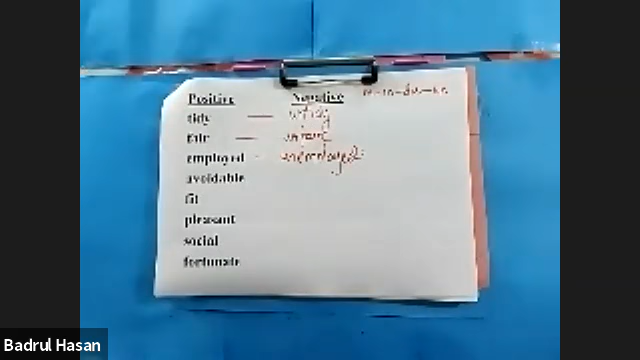 Positive Negative
tidy — untidy
fair — unfair
employed - unemployed
avoidable
fit
pleasant
social
fortunate
Badrul Hasan